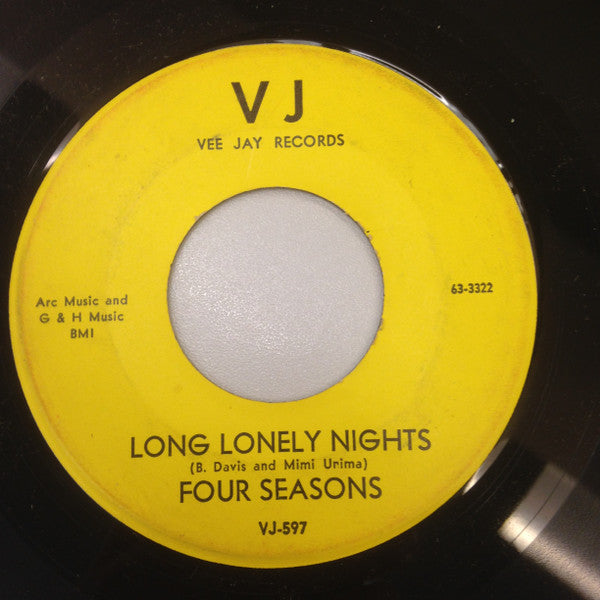 V J
VEE JAY RECORDS
Arc Music and
G & H Music
BMI
63-3322
LONG LONELY NIGHTS
(B. Davis and Mimi Urima)
FOUR SEASONS
VJ-597